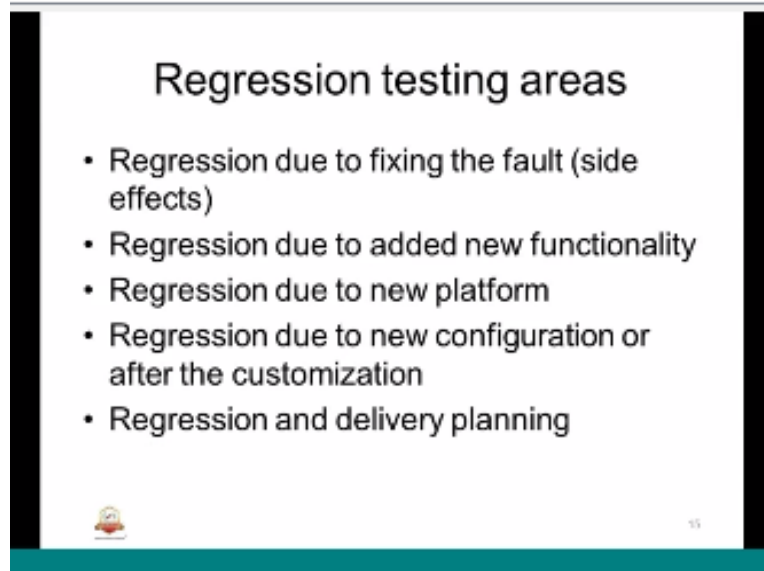 Regression testing areas
• Regression due to fixing the fault (side
effects)
• Regression due to added new functionality
• Regression due to new platform
• Regression due to new configuration or
after the customization
• Regression and delivery planning
15